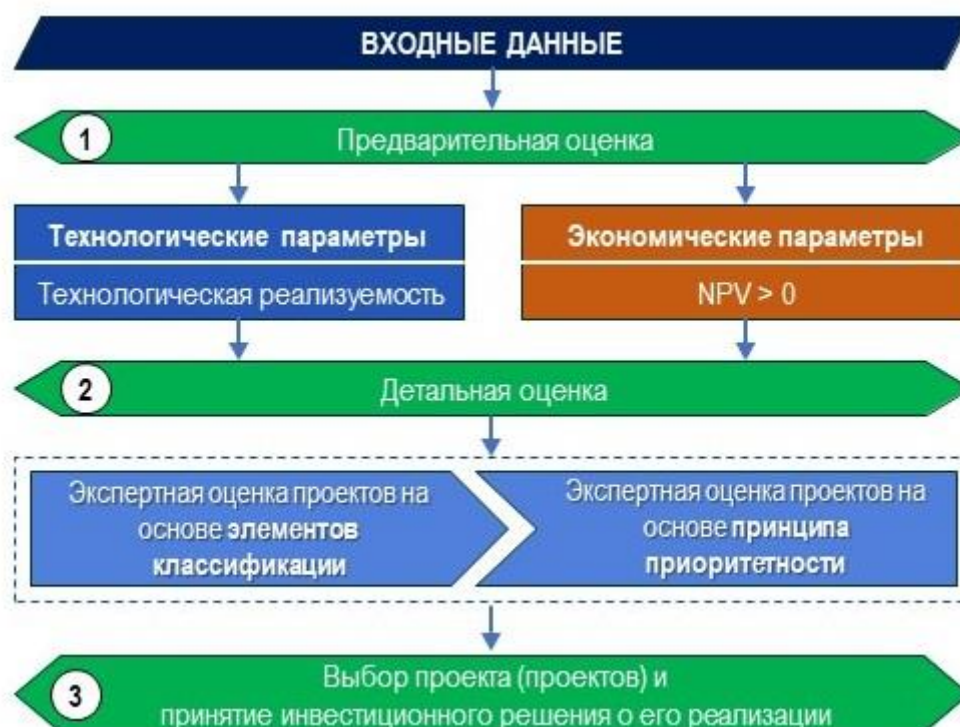 ВХОДНЫЕ ДАННЫЕ
1
Предварительная оценка
Технологические параметры
Технологическая реализуемость
Экономические параметры
NPV > 0
2
Детальная оценка
Экспертная оценка проектов на
основе элементов
классификации
Экспертная оценка проектов на
основе принципа
приоритетности
3
Выбор проекта (проектов) и
принятие инвестиционного решения о его реализации